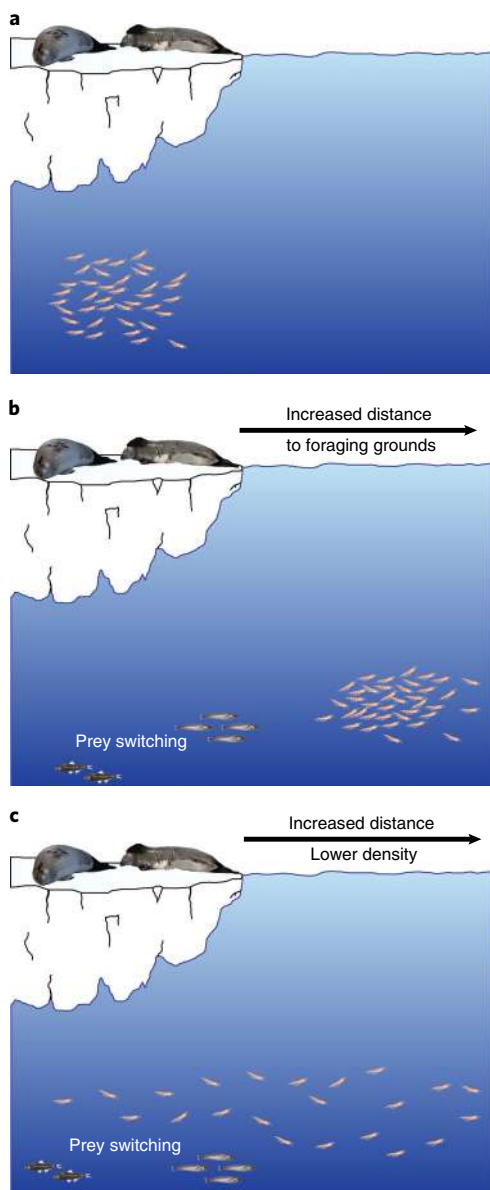 a
b
Increased distance
to foraging grounds
Prey switching
c
Increased distance
Lower density
Prey switching